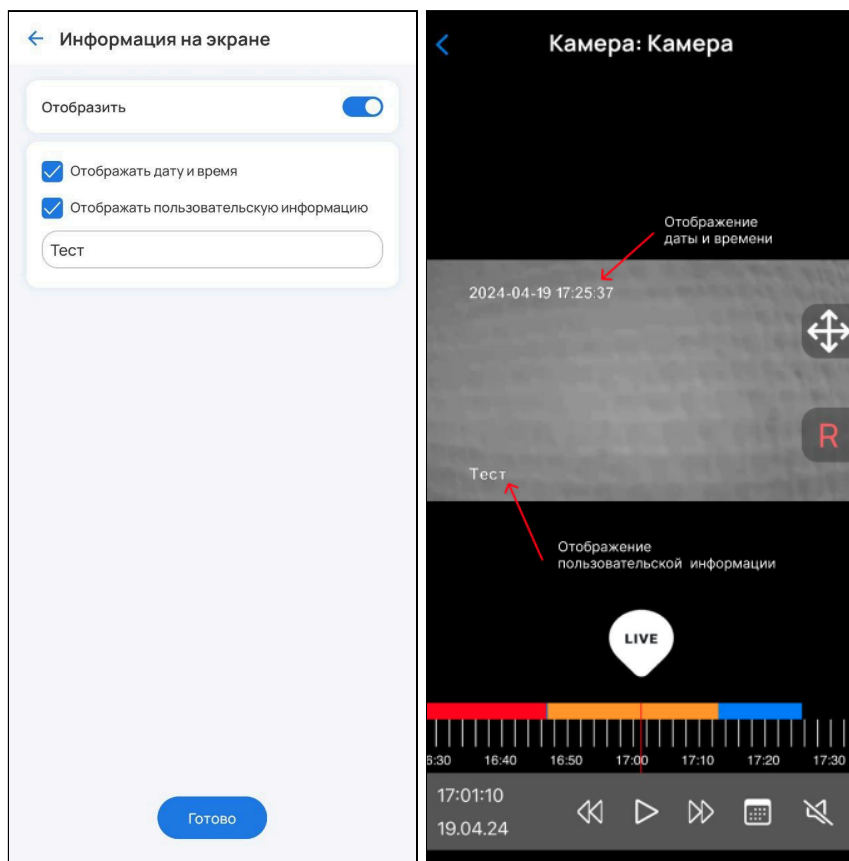 Информация на экране
Отобразить
Отображать дату и время
Отображать пользовательскую информацию
Тест
Готово
Камера: Камера
Отображение
даты и времени
2024-04-19 17:25:37
R
Тест
Отображение
пользовательской информации
LIVE
6:30 16:40 16:50 17:00 17:10 17:20 17:30
17:01:10
19.04.24